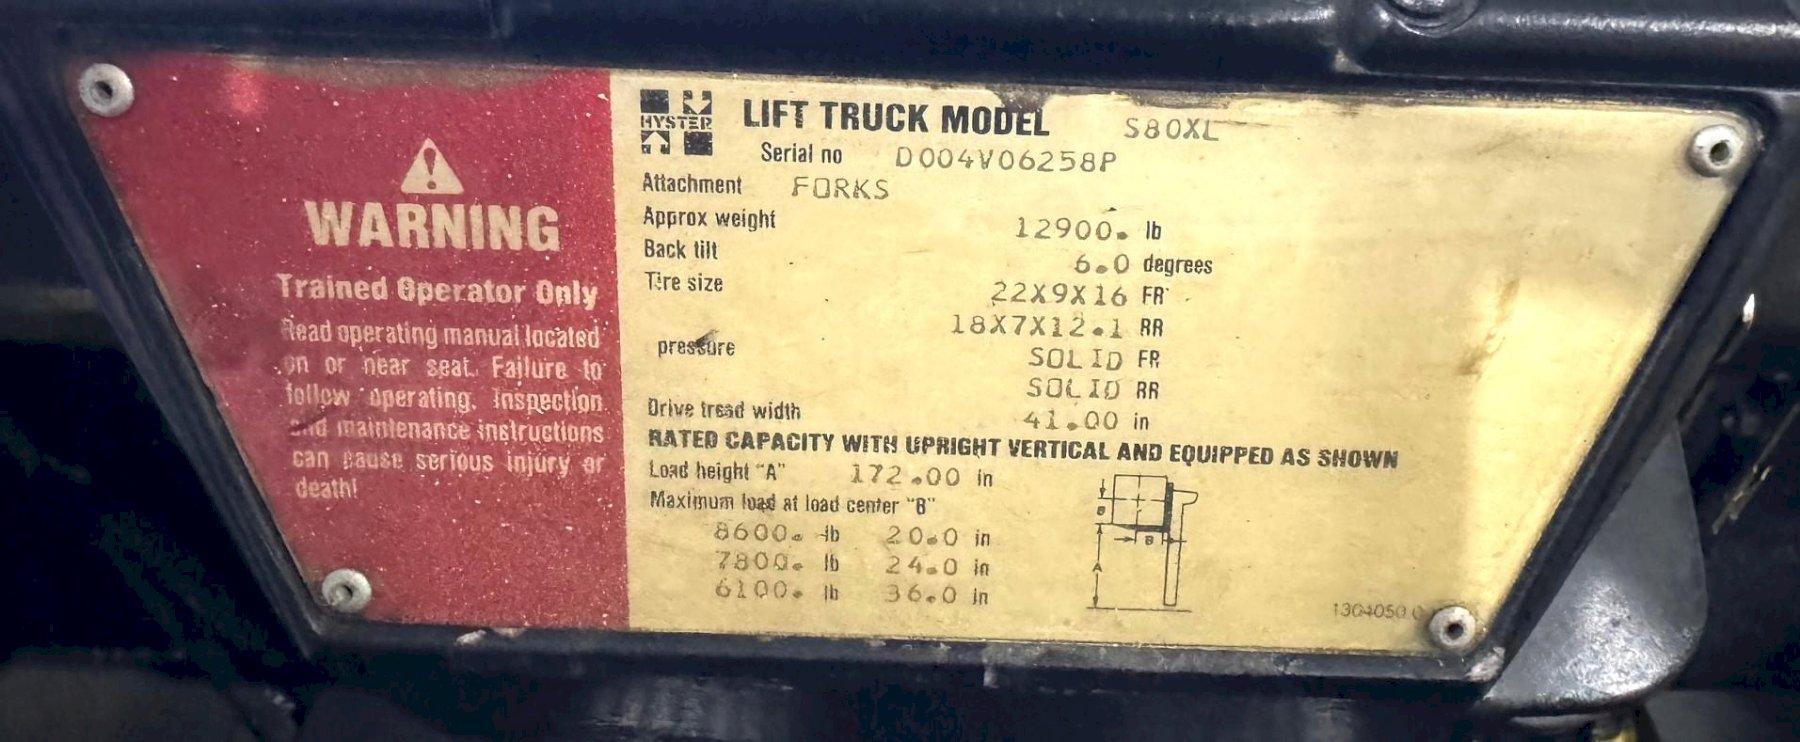 WARNING
Trained Operator Only
Read operating manual located
on or near seat. Failure to
follow operating, inspection
and maintenance instructions
can cause serious injury or
death!
HYSTER
LIFT TRUCK MODEL S80XL
Serial no D004V06258P
Attachment FORKS
Approx weight 12900. lb
Back tilt 6.0 degrees
Tire size 22X9X16 FR
18X7X12.1 RR
pressure SOLID FR
SOLID RR
Drive tread width 41.00 in
RATED CAPACITY WITH UPRIGHT VERTICAL AND EQUIPPED AS SHOWN
Load height "A" 172.00 in
Maximum load at load center "B"
8600. lb 20.0 in
7800. lb 24.0 in
6100. lb 36.0 in
B
B
A
1304050